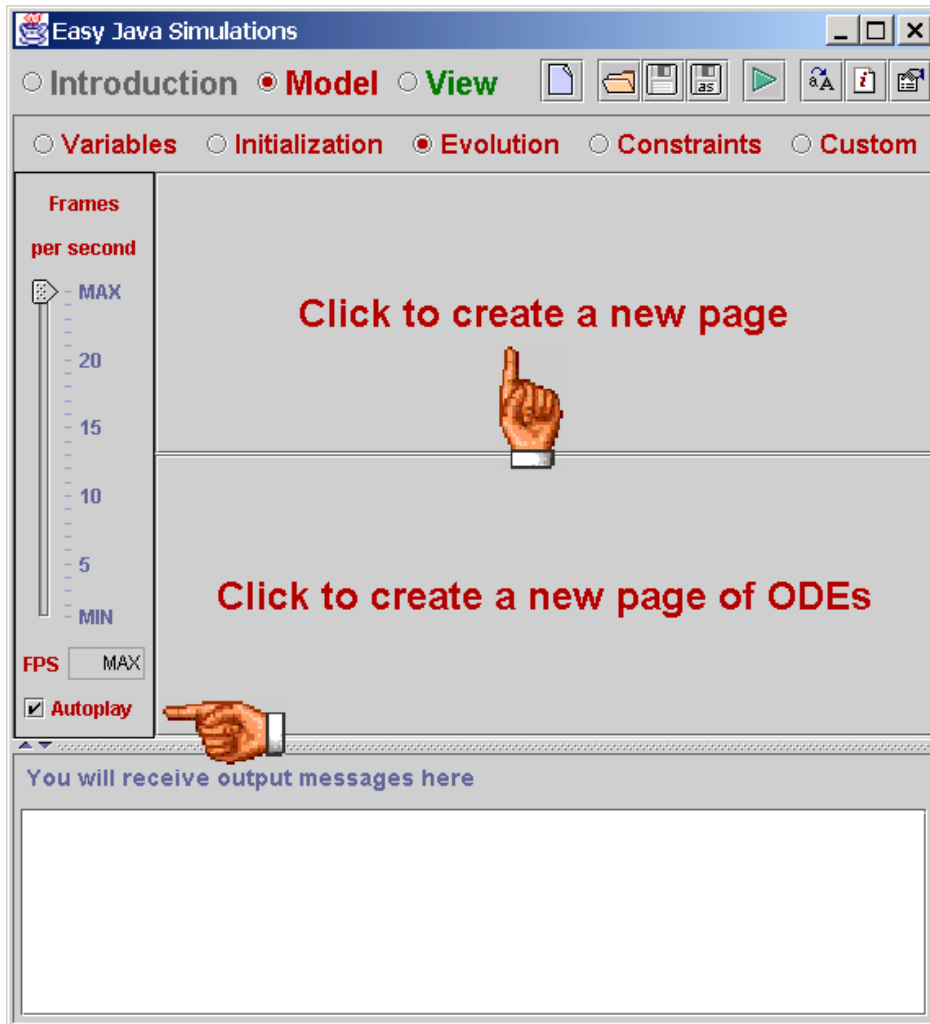 Easy Java Simulations
Introduction Model View as aA i
Variables Initialization Evolution Constraints Custom
Frames
per second
MAX
20
15
10
5
MIN
FPS MAX
Autoplay
Click to create a new page
Click to create a new page of ODEs
You will receive output messages here